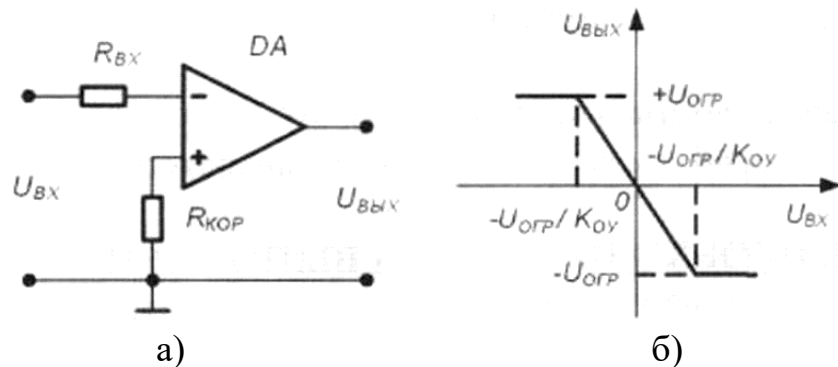 R_ВХ
DA
−
+
U_ВХ
R_КОР
U_ВЫХ
а)
U_ВЫХ
+U_ОГР
-U_ОГР / K_ОУ
0
-U_ОГР / K_ОУ
U_ВХ
-U_ОГР
б)